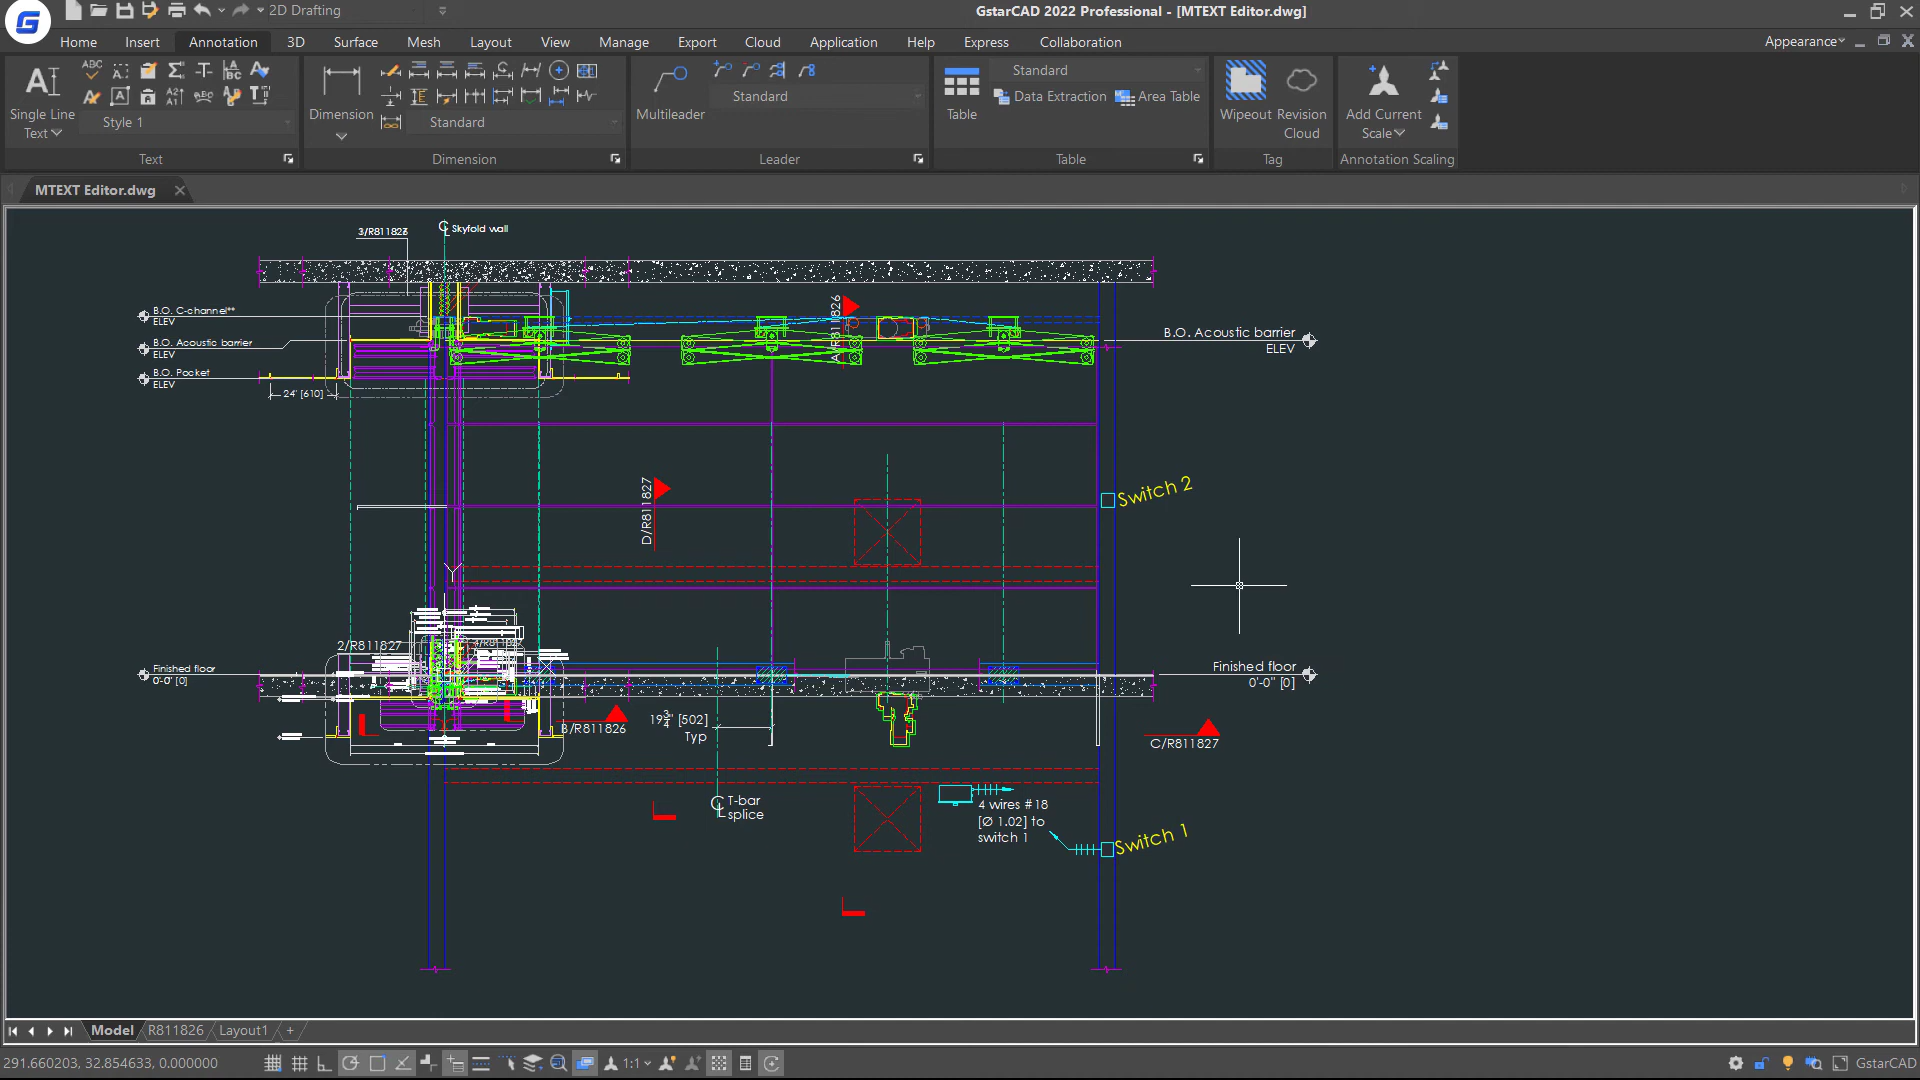 2D Drafting
GstarCAD 2022 Professional - [MTEXT Editor.dwg]
Home Insert Annotation 3D Surface Mesh Layout View Manage Export Cloud Application Help Express Collaboration
Appearance
Single Line
Text
Style 1
Text
Dimension
Standard
Dimension
Multileader
Standard
Leader
Table
Standard
Data Extraction
Area Table
Table
Wipeout
Revision
Cloud
Tag
Add Current
Scale
Annotation Scaling
MTEXT Editor.dwg
Skyfold wall
B.O. C-channel**
ELEV
B.O. Acoustic barrier
ELEV
B.O. Pocket
ELEV
24" [610]
A/R811826
B.O. Acoustic barrier
ELEV
D/R811827
Switch 2
2/R811827
Finished floor
0'-0" [0]
Finished floor
0'-0" [0]
B/R811826
19 3/4" [502]
Typ
C/R811827
T-bar
splice
4 wires #18
[Ø 1.02] to
switch 1
Switch 1
Model R811826 Layout1 +
291.660203, 32.854633, 0.000000
1:1
GstarCAD